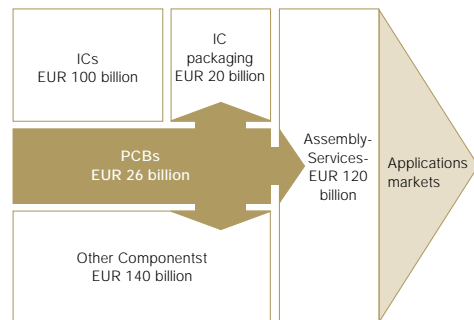 ICs
EUR 100 billion
IC
packaging
EUR 20 billion
PCBs
EUR 26 billion
Assembly-
Services-
EUR 120
billion
Applications
markets
Other Componentst
EUR 140 billion